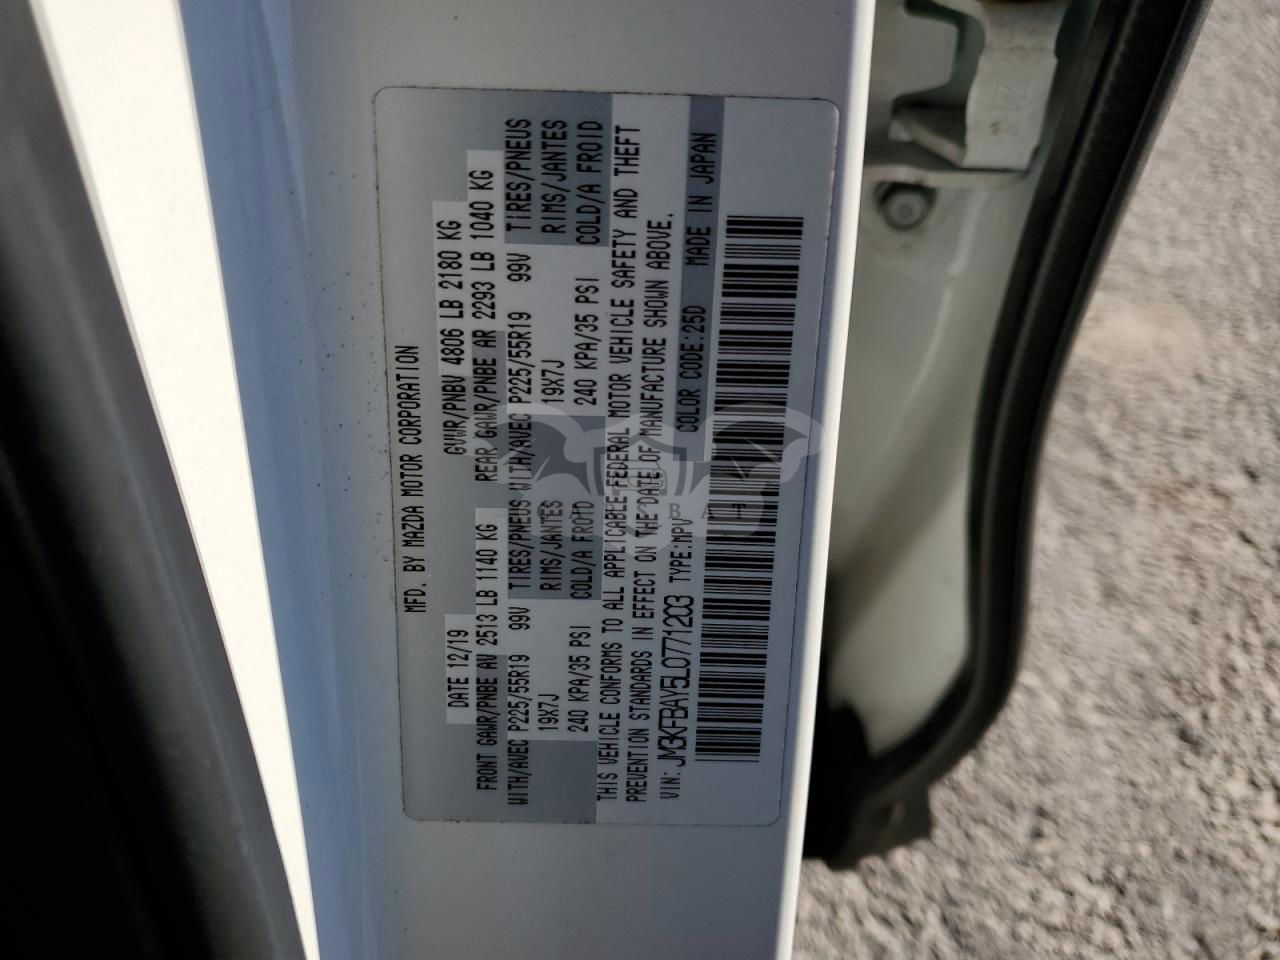 MFD. BY MAZDA MOTOR CORPORATION
DATE 12/19 GVWR/PNBV 4806 LB 2180 KG
FRONT GAWR/PNBE AV 2513 LB 1140 KG REAR GAWR/PNBE AR 2293 LB 1040 KG
WITH/AVEC P225/55R19 99V TIRES/PNEUS WITH/AVEC P225/55R19 99V TIRES/PNEUS
19X7J RIMS/JANTES 19X7J RIMS/JANTES
240 KPA/35 PSI COLD/A FROID 240 KPA/35 PSI COLD/A FROID
THIS VEHICLE CONFORMS TO ALL APPLICABLE FEDERAL MOTOR VEHICLE SAFETY AND THEFT
PREVENTION STANDARDS IN EFFECT ON THE DATE OF MANUFACTURE SHOWN ABOVE.
VIN: JM3KFBAY5L0771203 TYPE:MPV COLOR CODE:25D MADE IN JAPAN